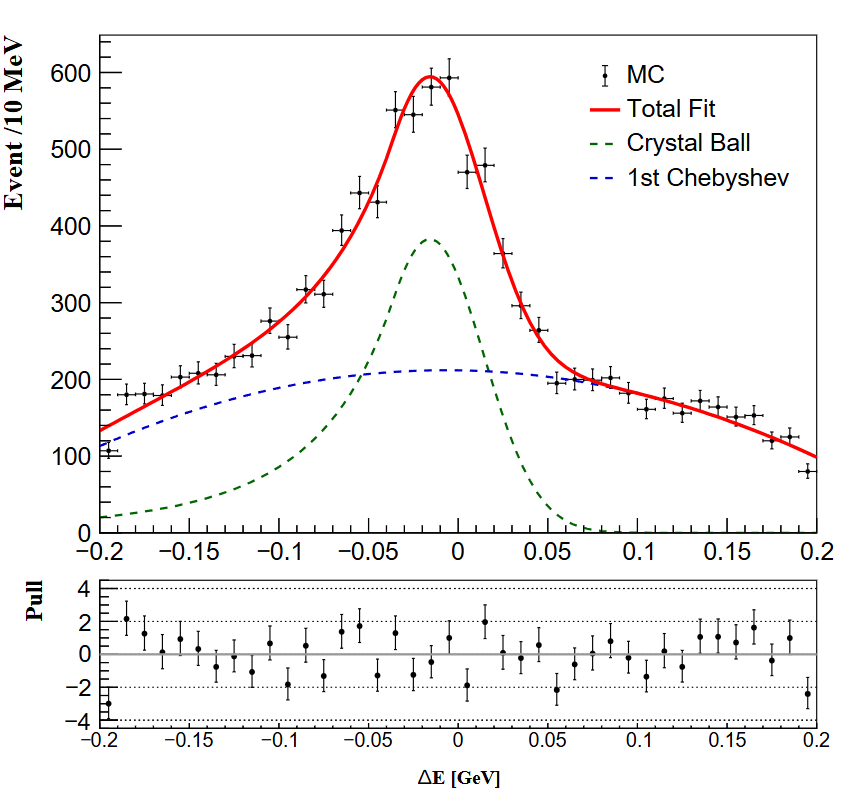 Event /10 MeV
600
500
400
300
200
100
0
MC
Total Fit
Crystal Ball
1st Chebyshev
−0.2 −0.15 −0.1 −0.05 0 0.05 0.1 0.15 0.2
Pull
4
2
0
−2
−4
−0.2 −0.15 −0.1 −0.05 0 0.05 0.1 0.15 0.2
ΔE [GeV]